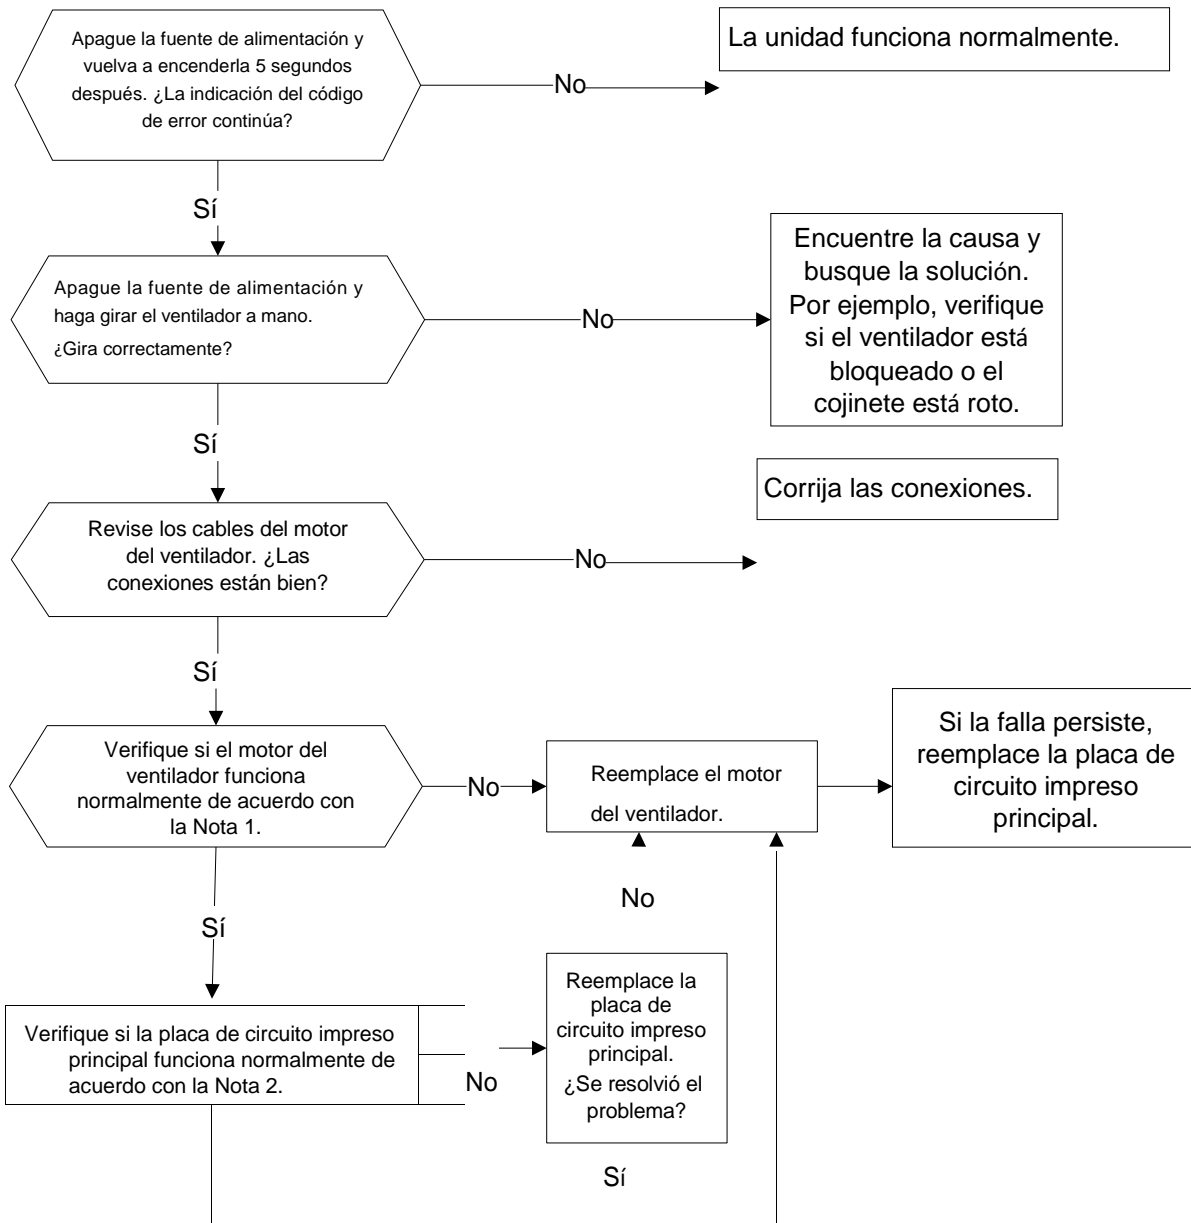 Apague la fuente de alimentación y
vuelva a encenderla 5 segundos
después. ¿La indicación del código
de error continúa?
No
La unidad funciona normalmente.
Sí
Apague la fuente de alimentación y
haga girar el ventilador a mano.
¿Gira correctamente?
No
Encuentre la causa y
busque la solución.
Por ejemplo, verifique
si el ventilador está
bloqueado o el
cojinete está roto.
Sí
Revise los cables del motor
del ventilador. ¿Las
conexiones están bien?
No
Corrija las conexiones.
Sí
Verifique si el motor del
ventilador funciona
normalmente de acuerdo con
la Nota 1.
No
Reemplace el motor
del ventilador.
Si la falla persiste,
reemplace la placa de
circuito impreso
principal.
Sí
No
Verifique si la placa de circuito impreso
principal funciona normalmente de
acuerdo con la Nota 2.
No
Reemplace la
placa de
circuito impreso
principal.
¿Se resolvió el
problema?
Sí